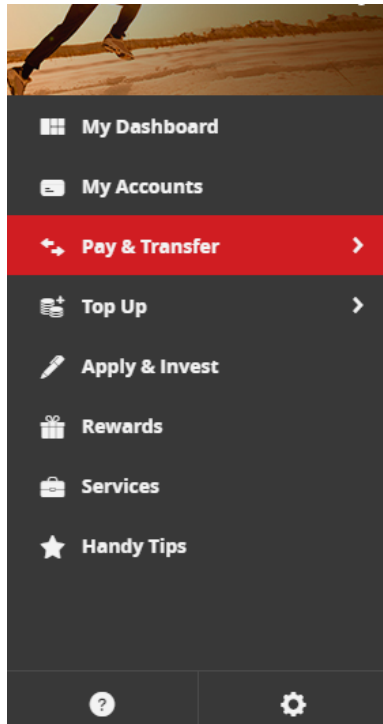 My Dashboard
My Accounts
Pay & Transfer
Top Up
Apply & Invest
Rewards
Services
Handy Tips
?